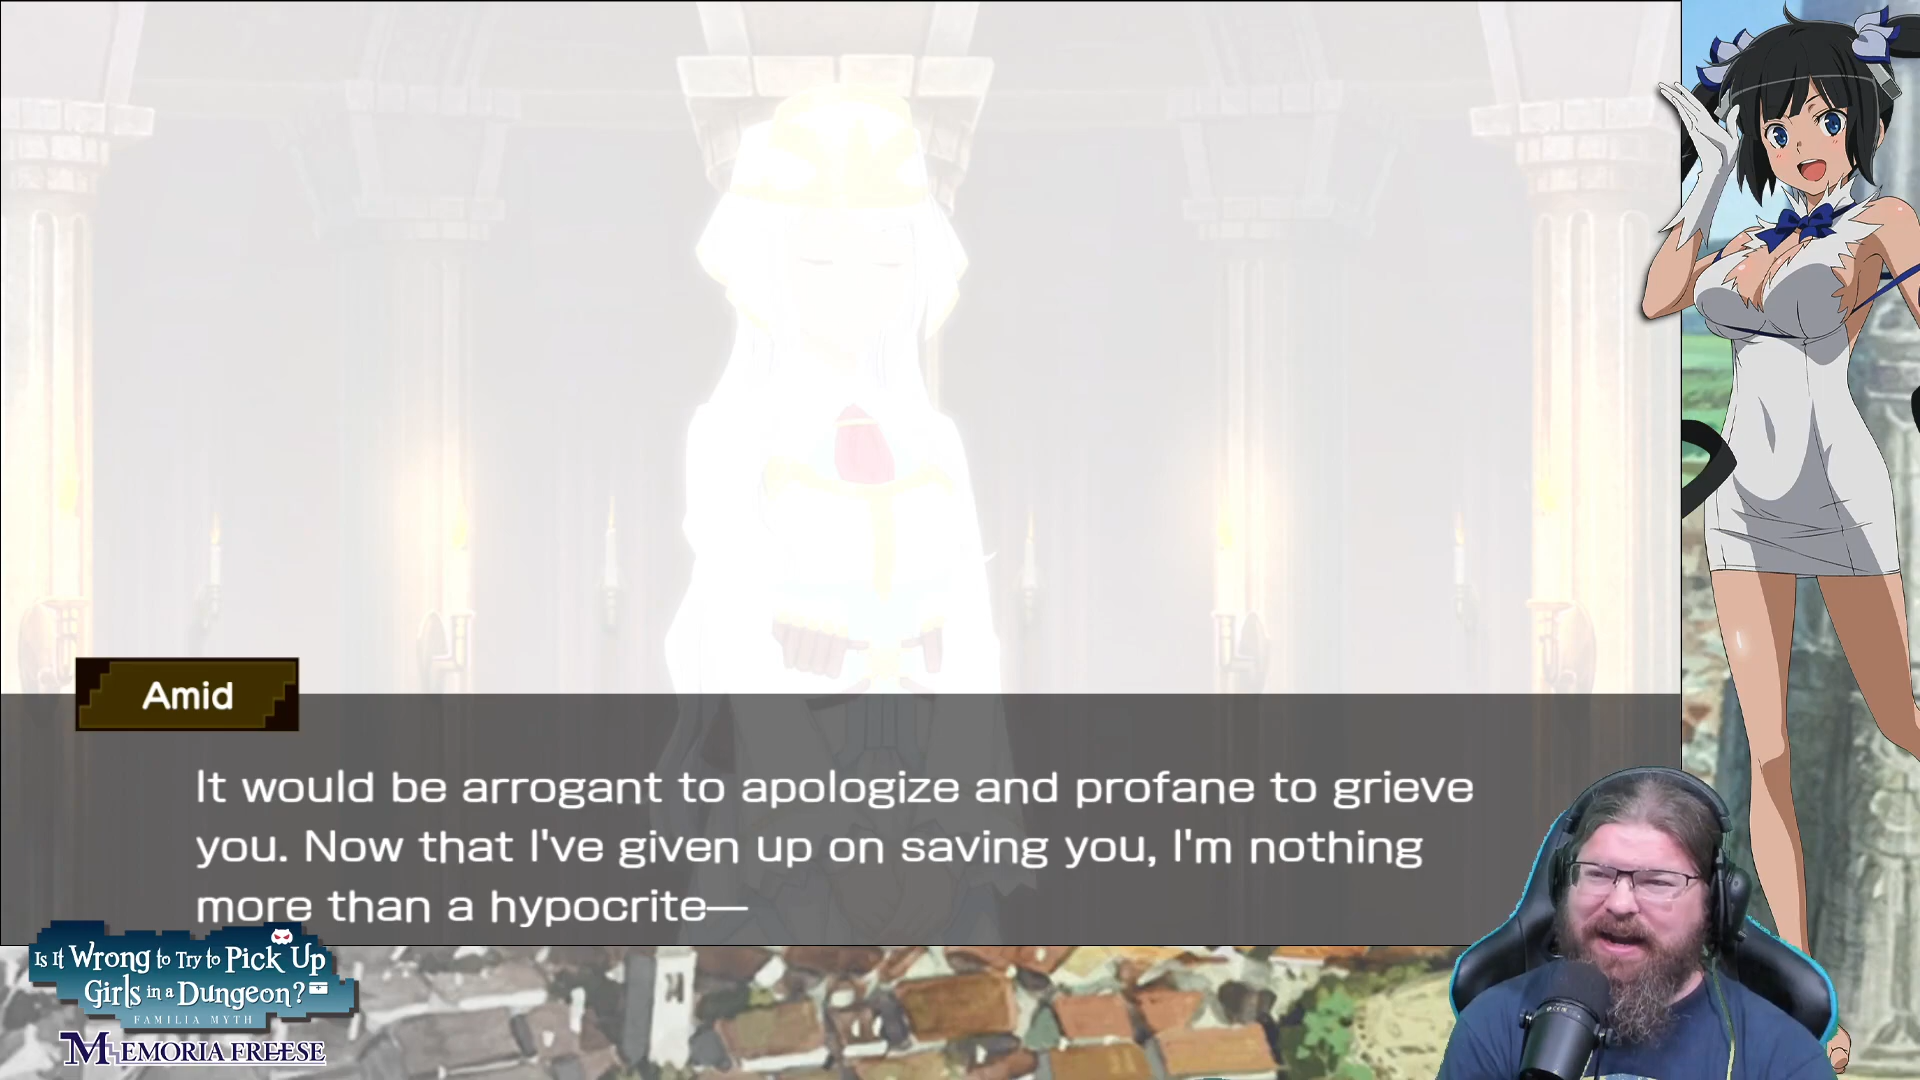 Amid
It would be arrogant to apologize and profane to grieve
you. Now that I've given up on saving you, I'm nothing
more than a hypocrite—
Is It Wrong to Try to Pick Up
Girls in a Dungeon?
FAMILIA MYTH
MEMORIA FREESE